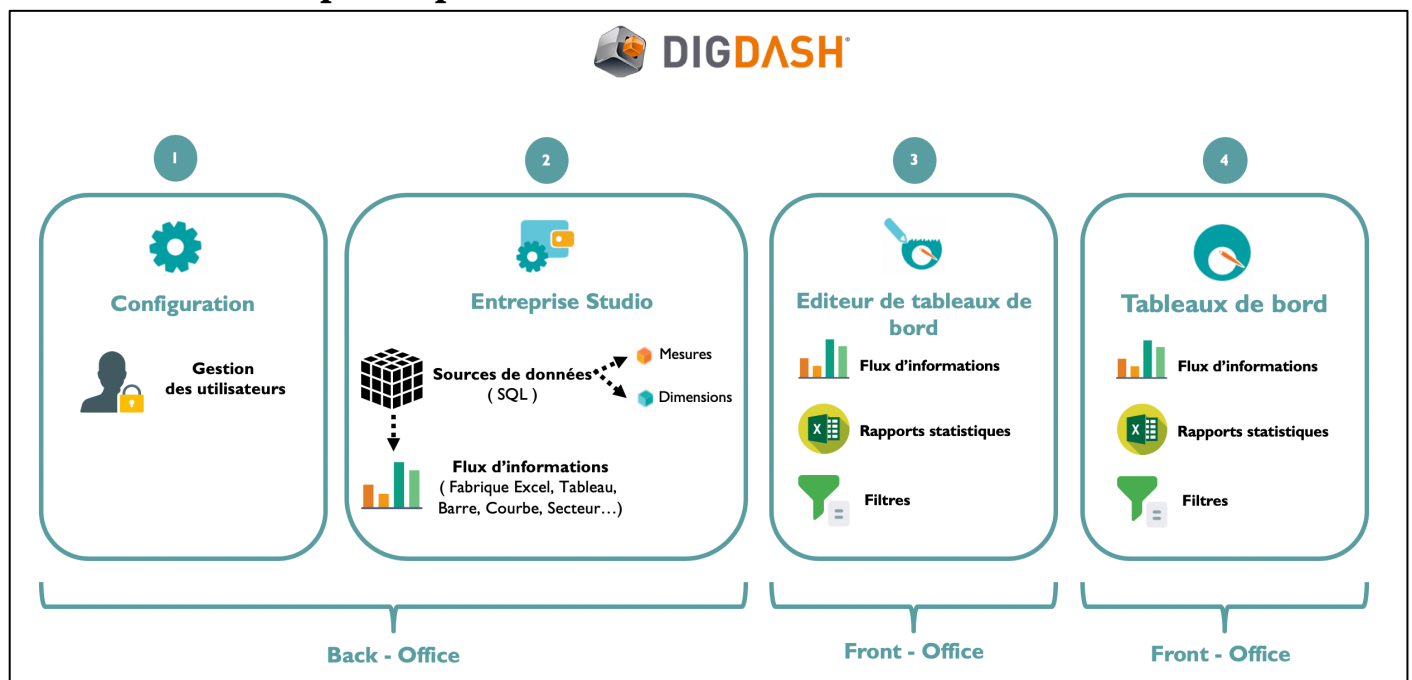 DIGDASH®
1
2
3
4
Configuration
Gestion
des utilisateurs
Entreprise Studio
Sources de données
( SQL )
Mesures
Dimensions
Flux d’informations
( Fabrique Excel, Tableau,
Barre, Courbe, Secteur…)
Editeur de tableaux de
bord
Flux d’informations
X
Rapports statistiques
Filtres
Tableaux de bord
Flux d’informations
X
Rapports statistiques
Filtres
Back - Office
Front - Office
Front - Office